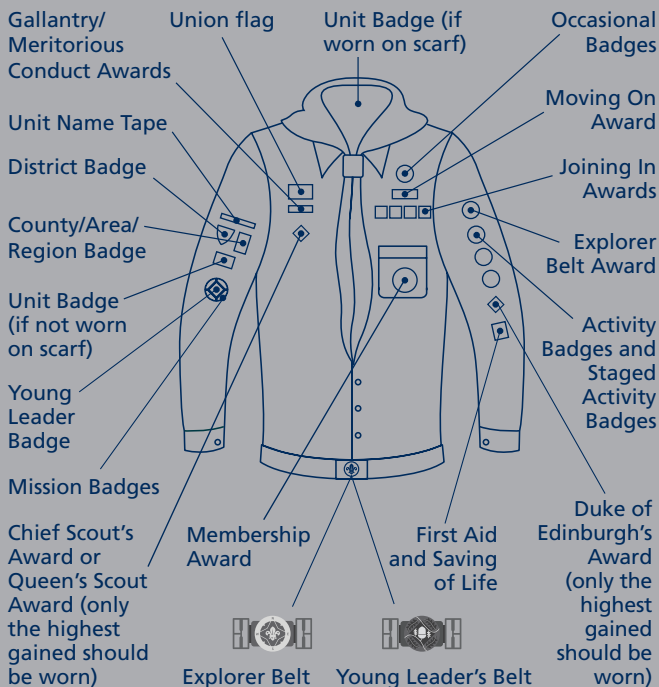 Gallantry/
Meritorious
Conduct Awards
Union flag
Unit Badge (if
worn on scarf)
Occasional
Badges
Moving On
Award
Joining In
Awards
Explorer
Belt Award
Activity
Badges and
Staged
Activity
Badges
Duke of
Edinburgh's
Award
(only the
highest
gained
should be
worn)
Unit Name Tape
District Badge
County/Area/
Region Badge
Unit Badge
(if not worn
on scarf)
Young
Leader
Badge
Mission Badges
Chief Scout's
Award or
Queen's Scout
Award (only
the highest
gained should
be worn)
Membership
Award
First Aid
and Saving
of Life
Explorer Belt
Young Leader's Belt